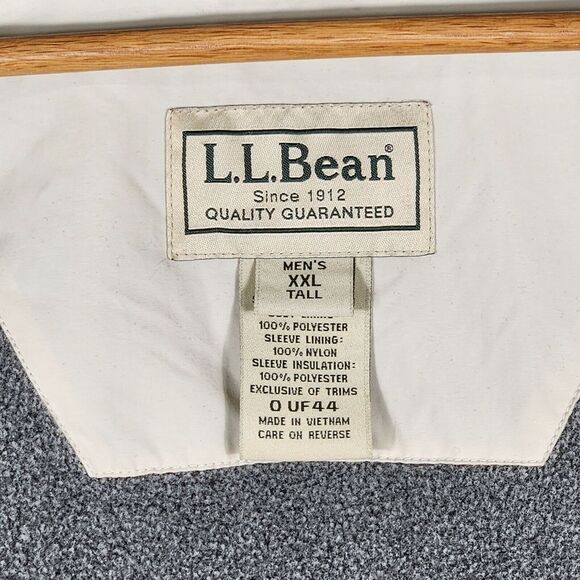 L.L.Bean®
Since 1912
QUALITY GUARANTEED
MEN'S
XXL
TALL
100% POLYESTER
SLEEVE LINING:
100% NYLON
SLEEVE INSULATION:
100% POLYESTER
EXCLUSIVE OF TRIMS
0 UF44
MADE IN VIETNAM
CARE ON REVERSE